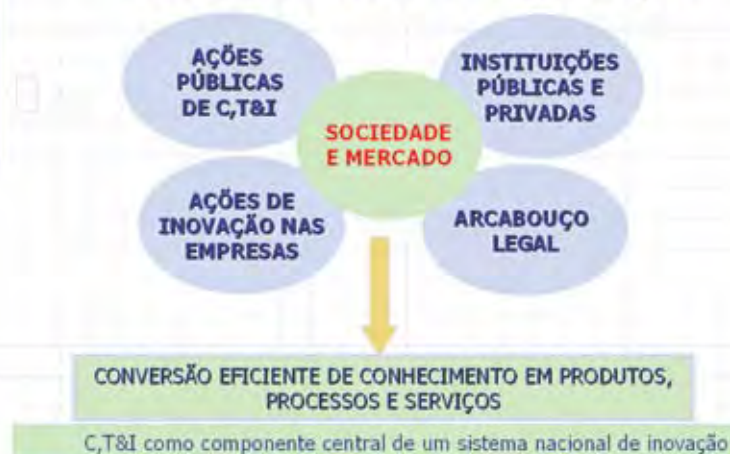 AÇÕES
PÚBLICAS
DE C,T&I
INSTITUIÇÕES
PÚBLICAS E
PRIVADAS
SOCIEDADE
E MERCADO
AÇÕES DE
INOVAÇÃO NAS
EMPRESAS
ARCABOUÇO
LEGAL
CONVERSÃO EFICIENTE DE CONHECIMENTO EM PRODUTOS,
PROCESSOS E SERVIÇOS
C,T&I como componente central de um sistema nacional de inovação